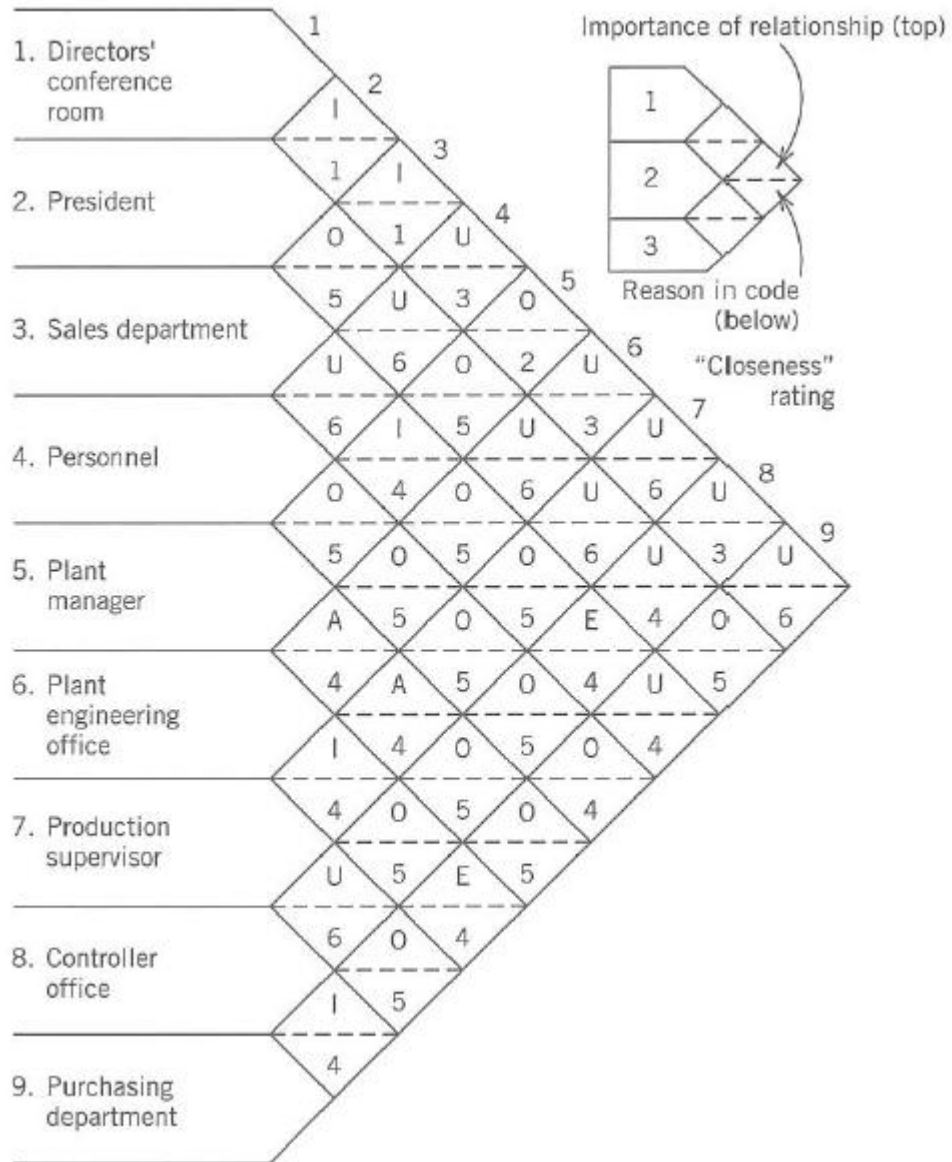 1
Importance of relationship (top)
1. Directors'
conference
room
2
1
I
3
1 I
2
2. President
4
O 1 U
3
5
Reason in code
(below)
5 U 3 O
3. Sales department
6
"Closeness"
rating
U 6 O 2 U
7
6 I 5 U 3 U
4. Personnel
8
O 4 O 6 U 6 U
9
5 O 5 O 6 U 3 U
5. Plant
manager
A 5 O 5 E 4 O 6
6. Plant
engineering
office
4 A 5 O 4 U 5
I 4 O 5 O 4
7. Production
supervisor
4 O 5 O 4
U 5 E 5
8. Controller
office
6 O 4
I 5
9. Purchasing
department
4